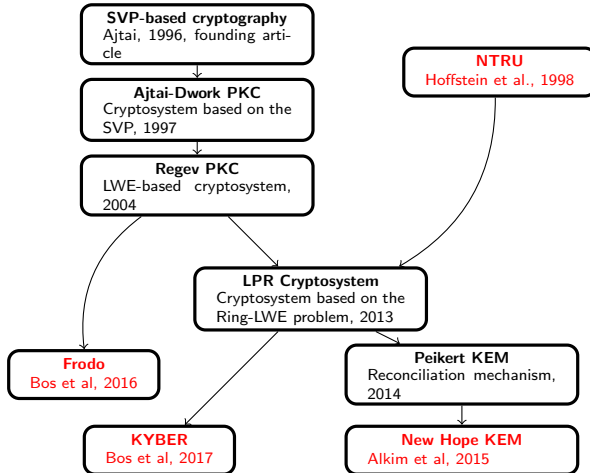 SVP-based cryptography
Ajtai, 1996, founding arti-
cle
NTRU
Hoffstein et al., 1998
Ajtai-Dwork PKC
Cryptosystem based on the
SVP, 1997
Regev PKC
LWE-based cryptosystem,
2004
LPR Cryptosystem
Cryptosystem based on the
Ring-LWE problem, 2013
Frodo
Bos et al, 2016
Peikert KEM
Reconciliation mechanism,
2014
KYBER
Bos et al, 2017
New Hope KEM
Alkim et al, 2015